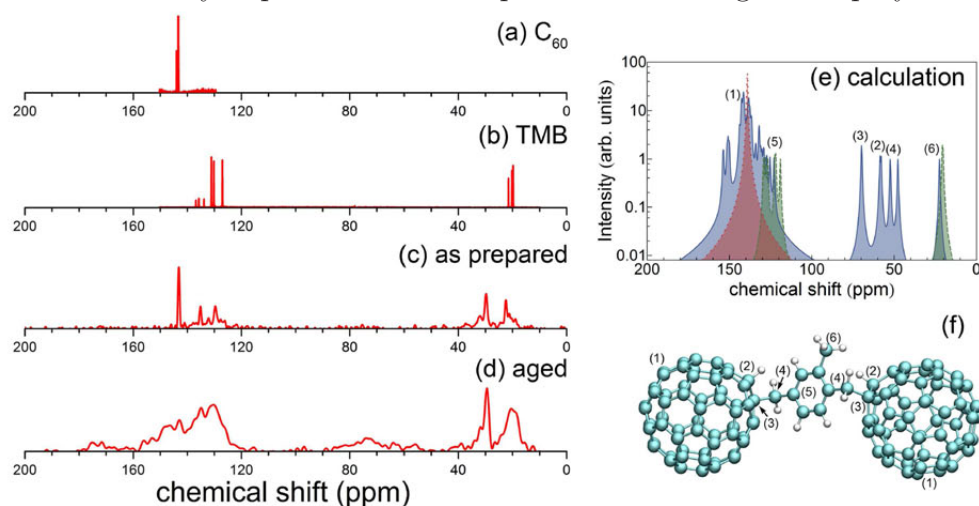 (a) C60
200 160 120 80 40 0
(b) TMB
200 160 120 80 40 0
(c) as prepared
200 160 120 80 40 0
(d) aged
200 160 120 80 40 0
chemical shift (ppm)
(e) calculation
Intensity (arb. units)
100
10
1
0.1
0.01
(1)
(5)
(3)
(2)
(4)
(6)
200 150 100 50 0
chemical shift (ppm)
(f)
(6)
(1)
(2)
(4)
(5)
(4)
(2)
(3)
(3)
(1)